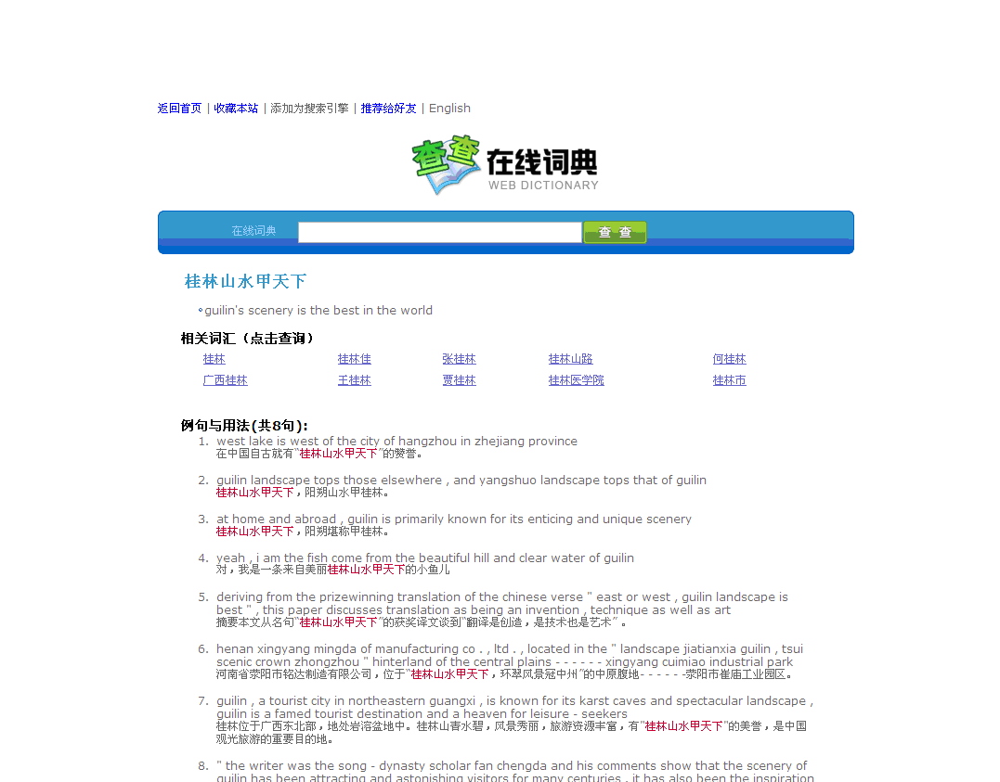 返回首页 | 收藏本站 | 添加为搜索引擎 | 推荐给好友 | English
查查 在线词典
WEB DICTIONARY
在线词典 查 查
桂林山水甲天下
guilin's scenery is the best in the world
相关词汇（点击查询）
桂林 桂林佳 张桂林 桂林山路 何桂林
广西桂林 王桂林 贾桂林 桂林医学院 桂林市
例句与用法(共8句):
1. west lake is west of the city of hangzhou in zhejiang province
在中国自古就有“桂林山水甲天下”的赞誉。
2. guilin landscape tops those elsewhere , and yangshuo landscape tops that of guilin
桂林山水甲天下，阳朔山水甲桂林。
3. at home and abroad , guilin is primarily known for its enticing and unique scenery
桂林山水甲天下，阳朔堪称甲桂林。
4. yeah , i am the fish come from the beautiful hill and clear water of guilin
对，我是一条来自美丽桂林山水甲天下的小鱼儿
5. deriving from the prizewinning translation of the chinese verse " east or west , guilin landscape is
best " , this paper discusses translation as being an invention , technique as well as art
摘要本文从名句“桂林山水甲天下”的获奖译文谈到“翻译是创造，是技术也是艺术” 。
6. henan xingyang mingda of manufacturing co . , ltd . , located in the " landscape jiatianxia guilin , tsui
scenic crown zhongzhou " hinterland of the central plains - - - - - - xingyang cuimiao industrial park
河南省荥阳市铭达制造有限公司，位于“桂林山水甲天下，环翠风景冠中州”的中原腹地- - - - - -荥阳市崔庙工业园区。
7. guilin , a tourist city in northeastern guangxi , is known for its karst caves and spectacular landscape ,
guilin is a famed tourist destination and a heaven for leisure - seekers
桂林位于广西东北部，地处岩溶盆地中。桂林山青水碧，风景秀丽，旅游资源丰富，有"桂林山水甲天下"的美誉，是中国
观光旅游的重要目的地。
8. " the writer was the song - dynasty scholar fan chengda and his comments show that the scenery of
guilin has been attracting and astonishing visitors for many centuries . it has also been the inspiration